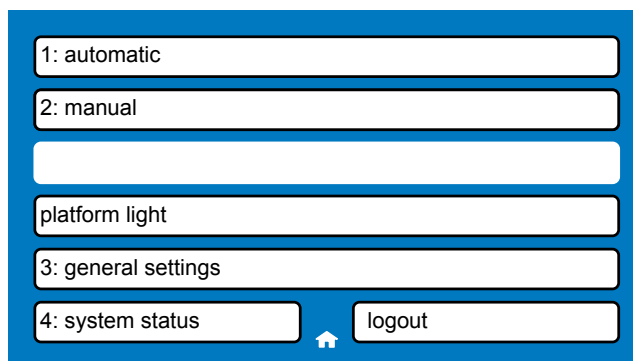 1: automatic
2: manual
platform light
3: general settings
4: system status
logout